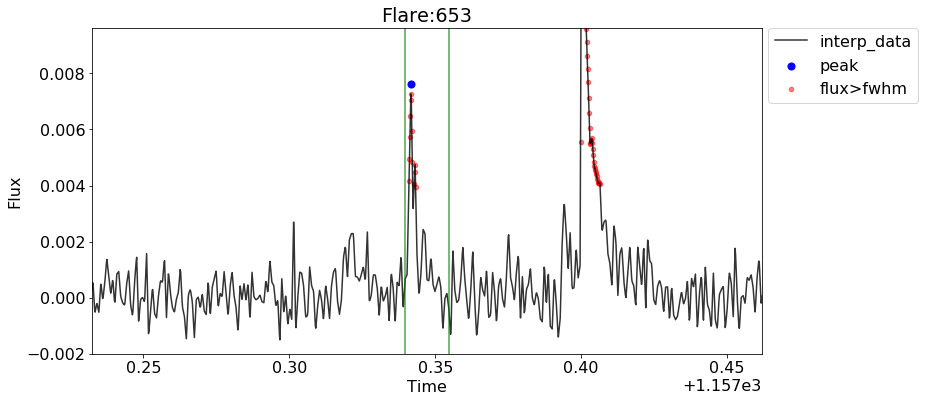 Flare:653
interp_data
peak
flux>fwhm
Flux
0.008
0.006
0.004
0.002
0.000
−0.002
0.25
0.30
0.35
0.40
0.45
Time
+1.157e3